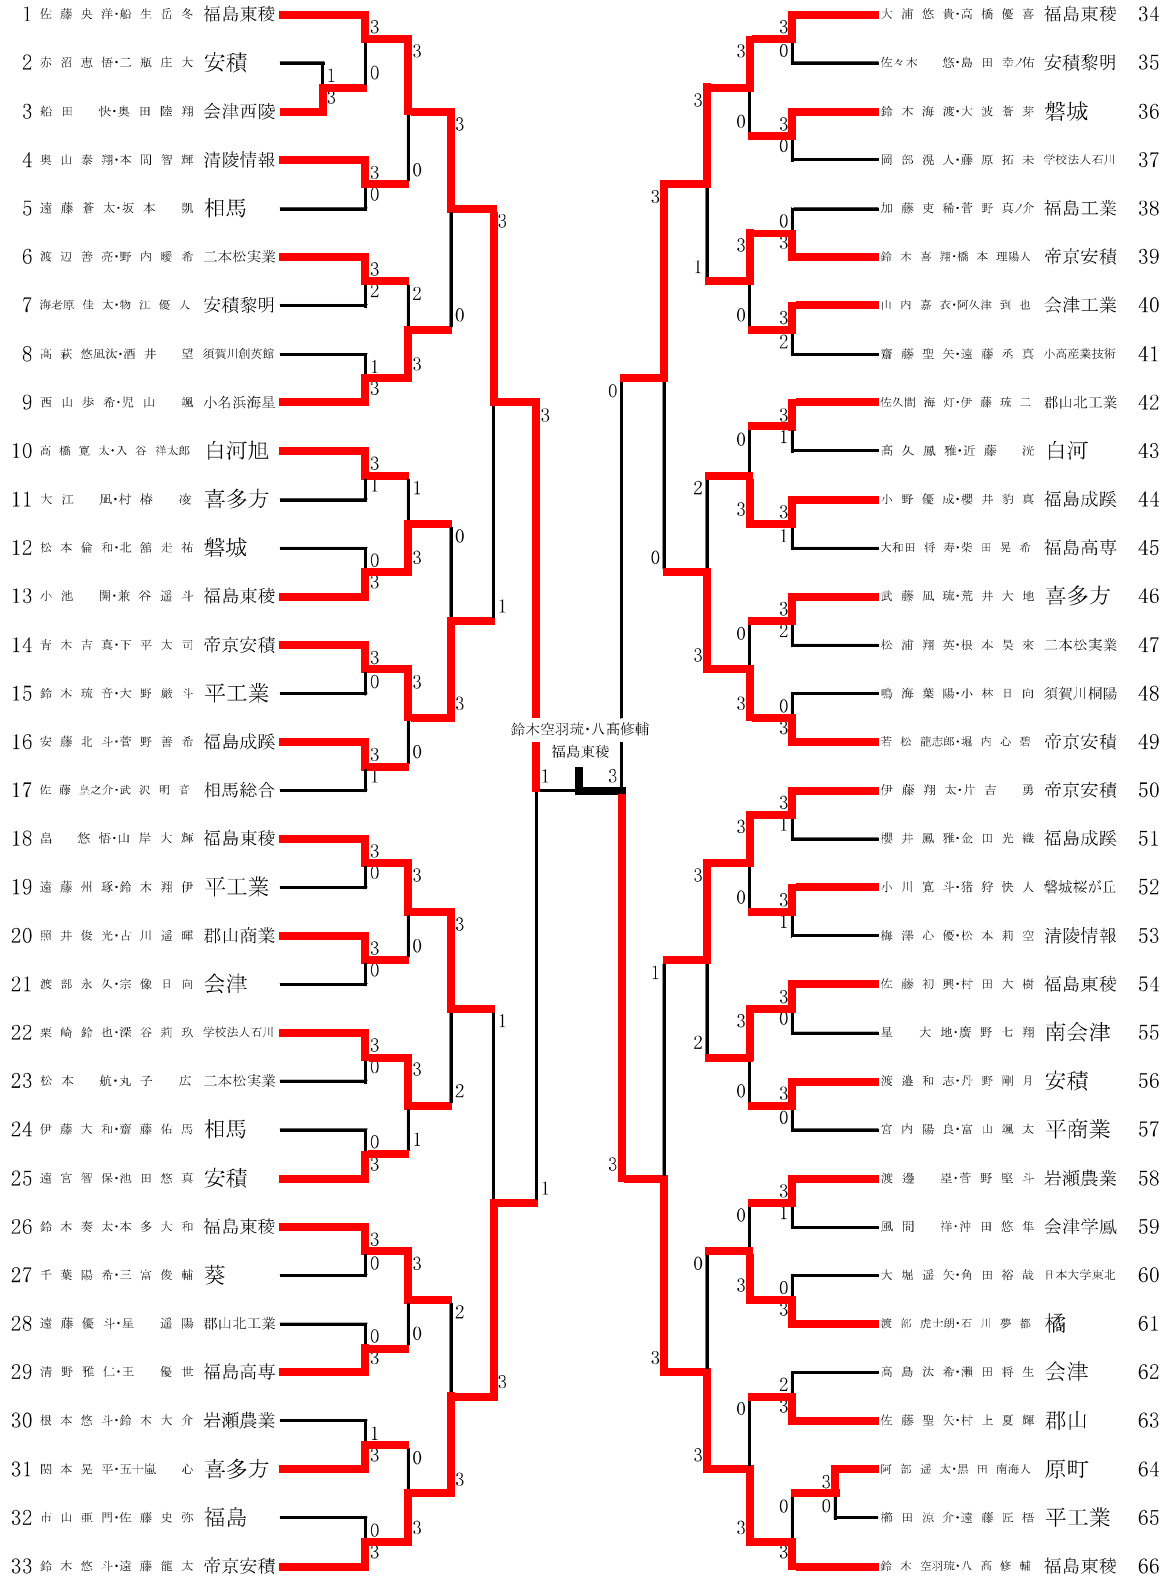 1 佐藤央洋・船生岳冬 福島東稜
2 赤沼恵悟・二瓶庄大 安積
3 船田快・奥田陸翔 会津西陵
4 奥山泰翔・本間智輝 清陵情報
5 遠藤蒼太・坂本凱 相馬
6 渡辺善亮・野内暖希 二本松実業
7 海老原佳太・物江優人 安積黎明
8 高萩悠凪汰・酒井望 須賀川創英館
9 西山歩希・児山颯 小名浜海星
10 高橋寛太・入谷祥太郎 白河旭
11 大江凪・村椿凌 喜多方
12 松本倫和・北舘走祐 磐城
13 小池開・兼谷遥斗 福島東稜
14 青木吉真・下平太司 帝京安積
15 鈴木琉音・大野厳斗 平工業
16 安藤北斗・菅野善希 福島成蹊
17 佐藤皇之介・武沢明音 相馬総合
18 畠悠悟・山岸大輝 福島東稜
19 遠藤州琢・鈴木翔伊 平工業
20 照井俊光・古川遥暉 郡山商業
21 渡部永久・宗像日向 会津
22 栗崎鈴也・深谷莉玖 学校法人石川
23 松本航・丸子広 二本松実業
24 伊藤大和・齋藤佑馬 相馬
25 遠宮智保・池田悠真 安積
26 鈴木奏太・本多大和 福島東稜
27 千葉陽希・三富俊輔 葵
28 遠藤優斗・星遥陽 郡山北工業
29 清野雅仁・王優世 福島高専
30 根本悠斗・鈴木大介 岩瀬農業
31 関本晃平・五十嵐心 喜多方
32 市山亜門・佐藤史弥 福島
33 鈴木悠斗・遠藤龍太 帝京安積
鈴木空羽琉・八髙修輔
福島東稜
大浦悠貴・高橋優喜 福島東稜 34
佐々木悠・島田幸ノ佑 安積黎明 35
鈴木海渡・大波蒼芽 磐城 36
岡部滉人・藤原拓未 学校法人石川 37
加藤吏稀・菅野真ノ介 福島工業 38
鈴木喜翔・橋本理陽人 帝京安積 39
山内嘉衣・阿久津到也 会津工業 40
齋藤聖矢・遠藤丞真 小高産業技術 41
佐久間海灯・伊藤琉二 郡山北工業 42
高久鳳雅・近藤洸 白河 43
小野優成・櫻井豹真 福島成蹊 44
大和田将寿・柴田晃希 福島高専 45
武藤凪琉・荒井大地 喜多方 46
松浦翔英・根本昊來 二本松実業 47
鳴海葉陽・小林日向 須賀川桐陽 48
若松龍志郎・堀内心碧 帝京安積 49
伊藤翔太・片吉勇 帝京安積 50
櫻井鳳雅・金田光織 福島成蹊 51
小川寛斗・猪狩快人 磐城桜が丘 52
梅澤心優・松本莉空 清陵情報 53
佐藤初興・村田大樹 福島東稜 54
星大地・廣野七翔 南会津 55
渡邉和志・丹野剛月 安積 56
宮内陽良・富山颯太 平商業 57
渡邊塁・菅野堅斗 岩瀬農業 58
風間祥・沖田悠隼 会津学鳳 59
大堀遥矢・角田裕哉 日本大学東北 60
渡部虎士朗・石川夢都 橘 61
高島汰希・瀬田将生 会津 62
佐藤聖矢・村上夏輝 郡山 63
阿部遥太・黒田南海人 原町 64
櫛田涼介・遠藤匠梧 平工業 65
鈴木空羽琉・八髙修輔 福島東稜 66